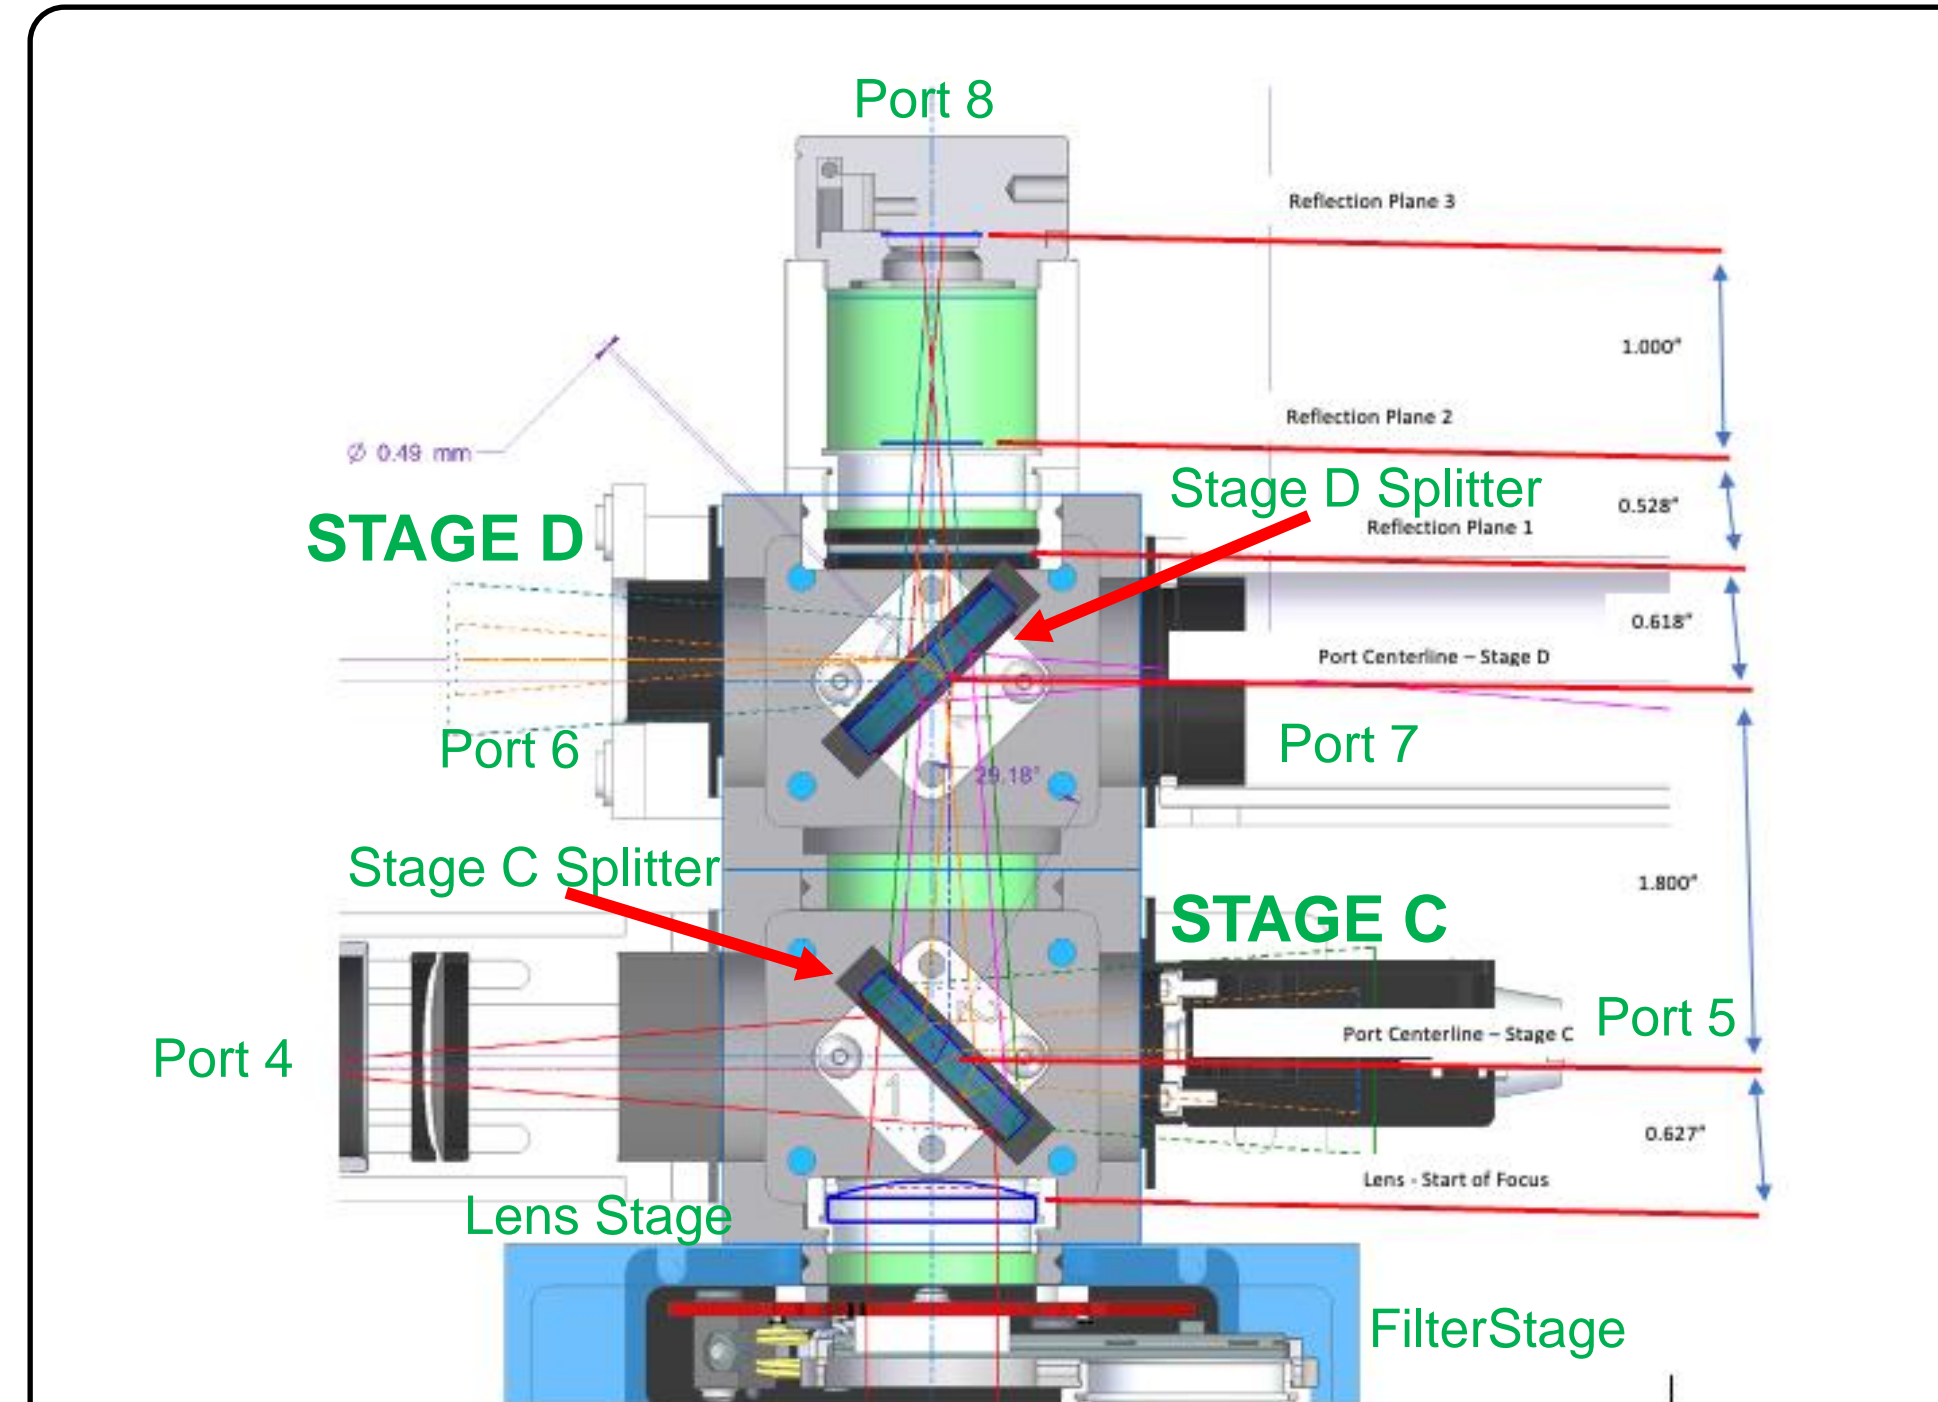 Port 8
Reflection Plane 3
1.000"
Reflection Plane 2
Ø 0.49 mm
Stage D Splitter
0.528"
Reflection Plane 1
STAGE D
0.618"
Port Centerline – Stage D
Port 6
Port 7
29.18°
Stage C Splitter
1.800"
STAGE C
Port 5
Port Centerline – Stage C
Port 4
1
0.627"
Lens - Start of Focus
Lens Stage
FilterStage